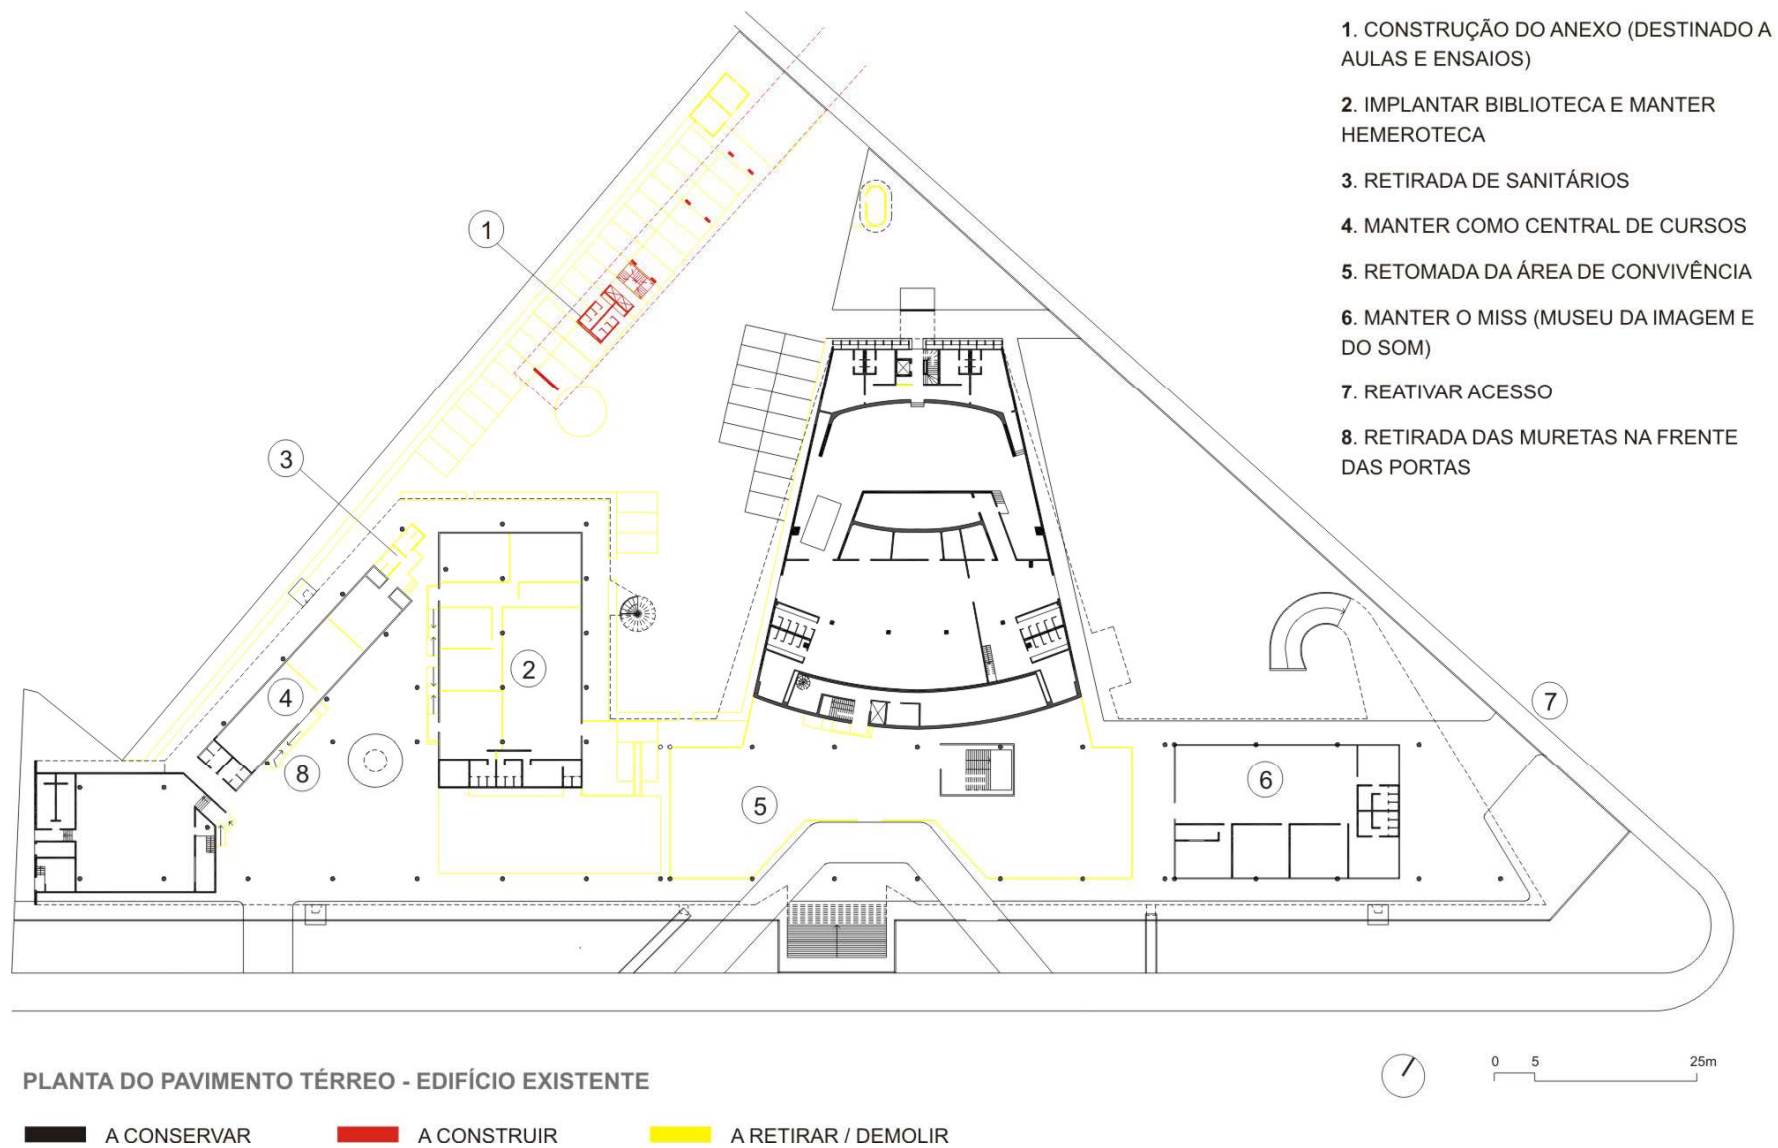 1. CONSTRUÇÃO DO ANEXO (DESTINADO A
AULAS E ENSAIOS)
2. IMPLANTAR BIBLIOTECA E MANTER
HEMEROTECA
3. RETIRADA DE SANITÁRIOS
4. MANTER COMO CENTRAL DE CURSOS
5. RETOMADA DA ÁREA DE CONVIVÊNCIA
6. MANTER O MISS (MUSEU DA IMAGEM E
DO SOM)
7. REATIVAR ACESSO
8. RETIRADA DAS MURETAS NA FRENTE
DAS PORTAS
1
3
2
4
7
8
5
6
PLANTA DO PAVIMENTO TÉRREO - EDIFÍCIO EXISTENTE
0 5 25m
A CONSERVAR
A CONSTRUIR
A RETIRAR / DEMOLIR